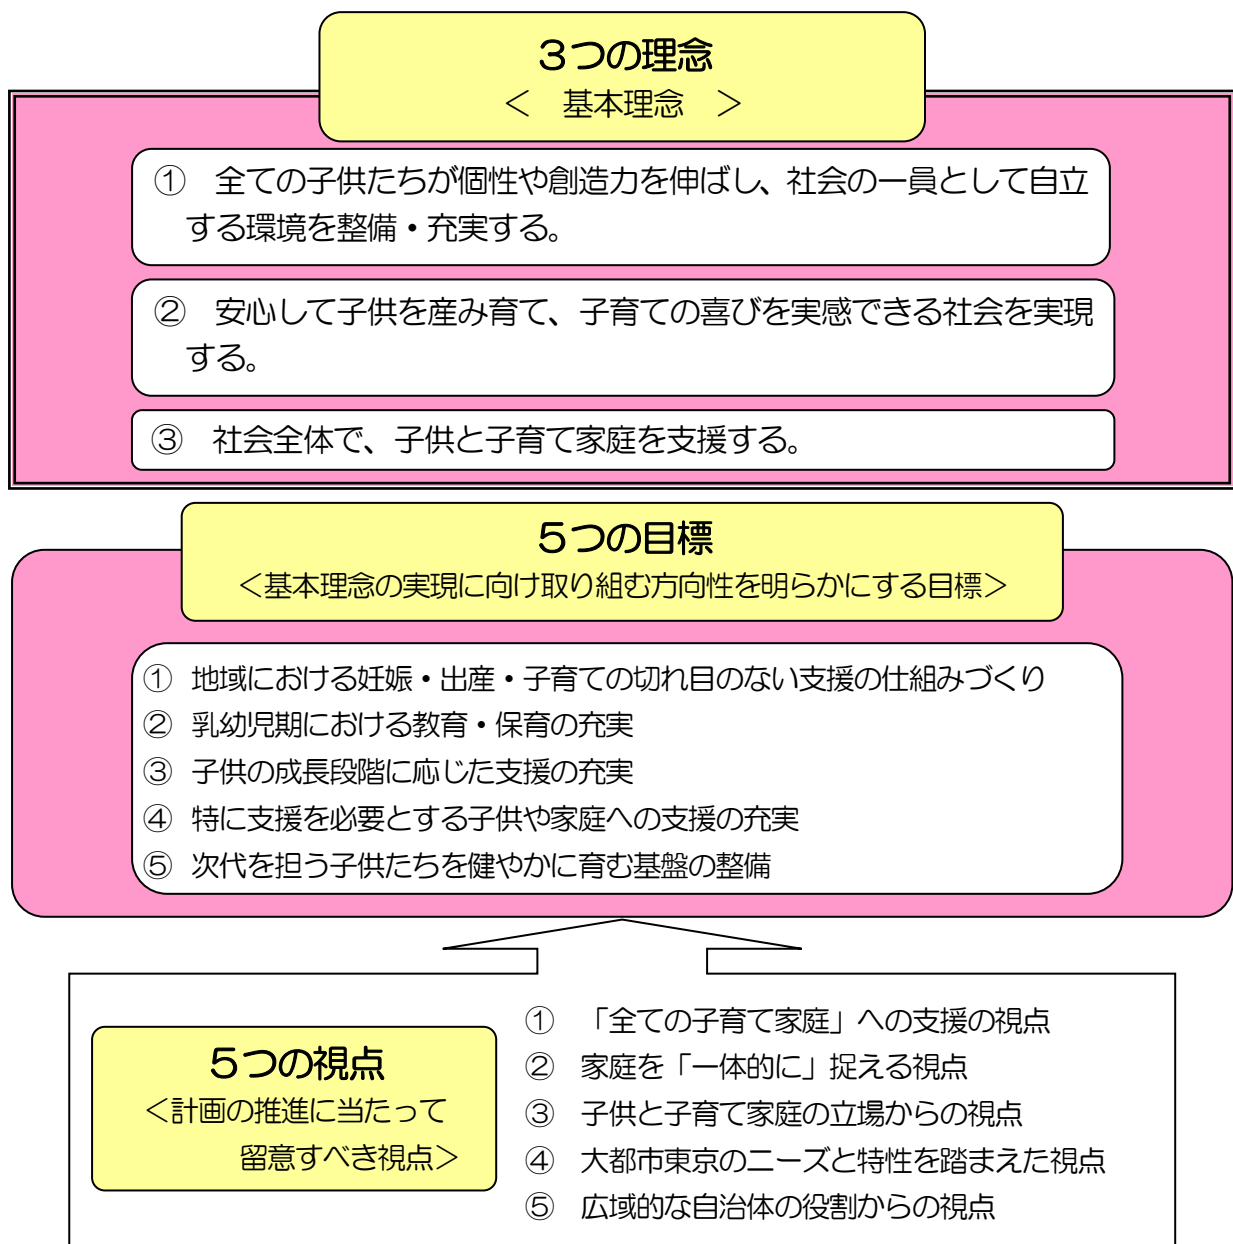 ３つの理念
＜　基本理念　＞
①　全ての子供たちが個性や創造力を伸ばし、社会の一員として自立
する環境を整備・充実する。
②　安心して子供を産み育て、子育ての喜びを実感できる社会を実現
する。
③　社会全体で、子供と子育て家庭を支援する。
５つの目標
＜基本理念の実現に向け取り組む方向性を明らかにする目標＞
①　地域における妊娠・出産・子育ての切れ目のない支援の仕組みづくり
②　乳幼児期における教育・保育の充実
③　子供の成長段階に応じた支援の充実
④　特に支援を必要とする子供や家庭への支援の充実
⑤　次代を担う子供たちを健やかに育む基盤の整備
５つの視点
＜計画の推進に当たって
留意すべき視点＞
①　「全ての子育て家庭」への支援の視点
②　家庭を「一体的に」捉える視点
③　子供と子育て家庭の立場からの視点
④　大都市東京のニーズと特性を踏まえた視点
⑤　広域的な自治体の役割からの視点